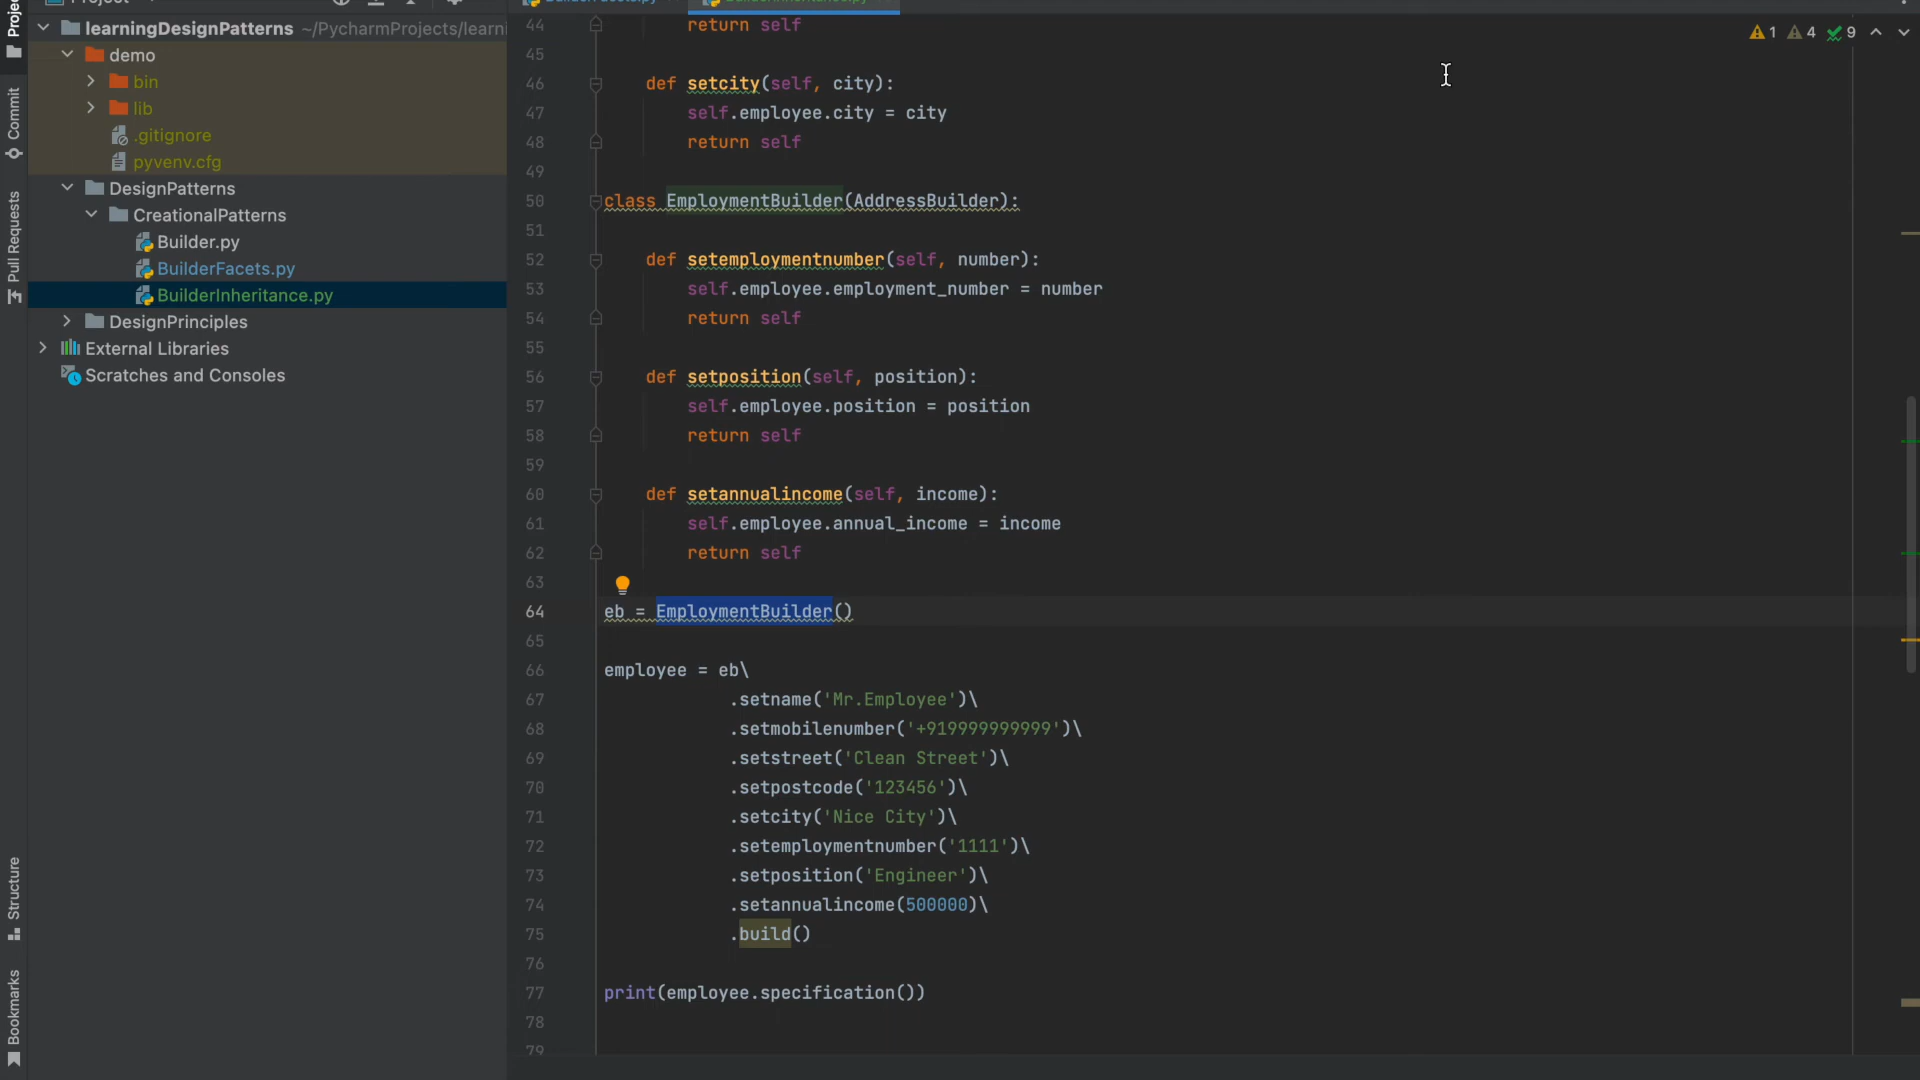 Project
learningDesignPatterns ~/PycharmProjects/learni
demo
bin
lib
.gitignore
pyvenv.cfg
DesignPatterns
CreationalPatterns
Builder.py
BuilderFacets.py
BuilderInheritance.py
DesignPrinciples
External Libraries
Scratches and Consoles
Commit
Pull Requests
Structure
Bookmarks
1 4 9
44 return self
45
46 def setcity(self, city):
47 self.employee.city = city
48 return self
49
50 class EmploymentBuilder(AddressBuilder):
51
52 def setemploymentnumber(self, number):
53 self.employee.employment_number = number
54 return self
55
56 def setposition(self, position):
57 self.employee.position = position
58 return self
59
60 def setannualincome(self, income):
61 self.employee.annual_income = income
62 return self
63
64 eb = EmploymentBuilder()
65
66 employee = eb\
67 .setname('Mr.Employee')\
68 .setmobilenumber('+919999999999')\
69 .setstreet('Clean Street')\
70 .setpostcode('123456')\
71 .setcity('Nice City')\
72 .setemploymentnumber('1111')\
73 .setposition('Engineer')\
74 .setannualincome(500000)\
75 .build()
76
77 print(employee.specification())
78
79